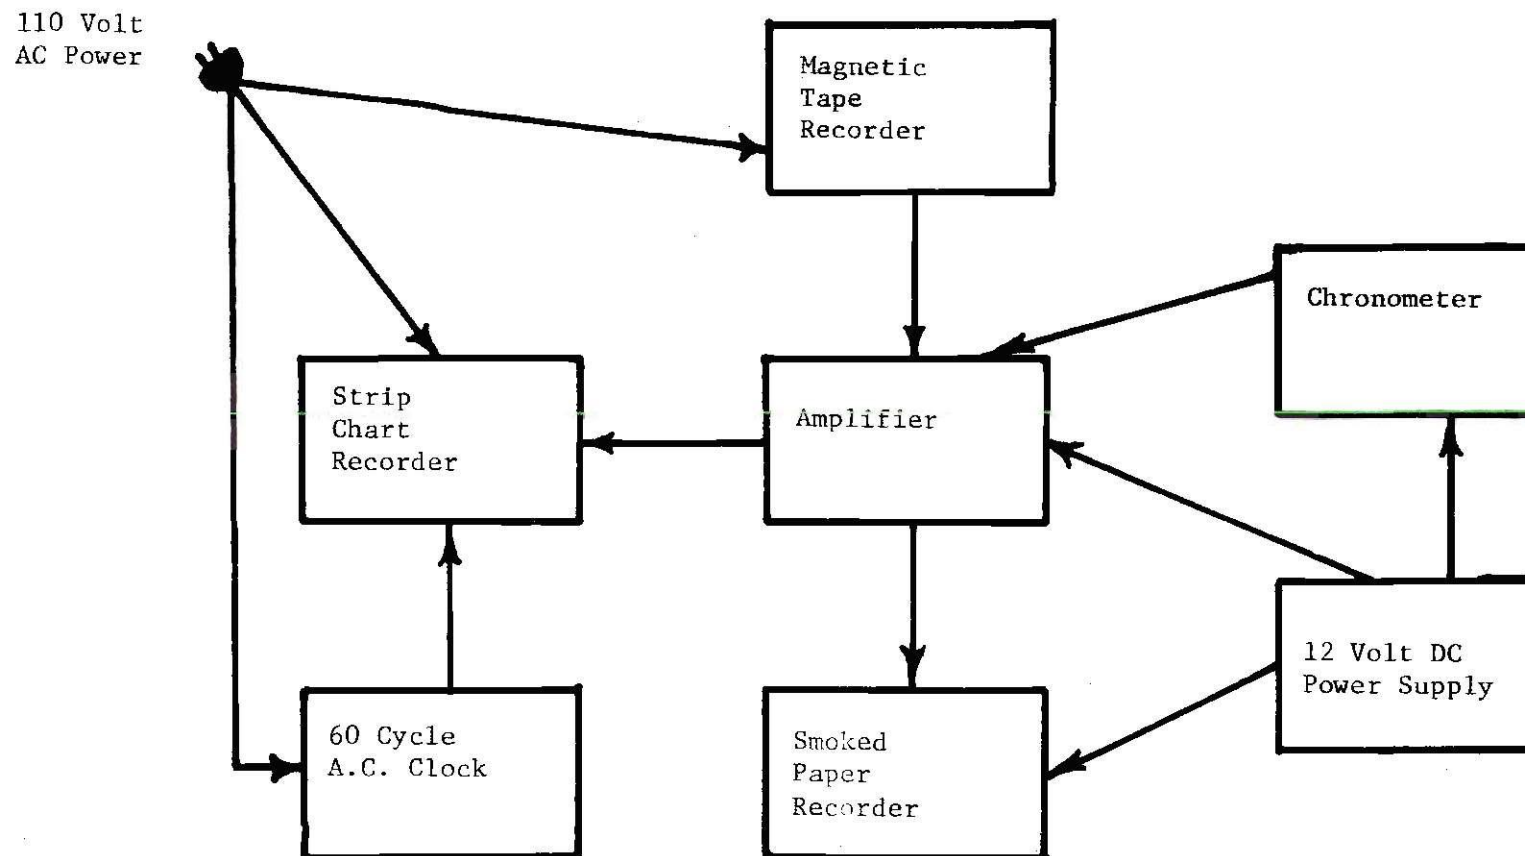 110 Volt
AC Power
Magnetic
Tape
Recorder
Chronometer
Strip
Chart
Recorder
Amplifier
12 Volt DC
Power Supply
60 Cycle
A.C. Clock
Smoked
Paper
Recorder